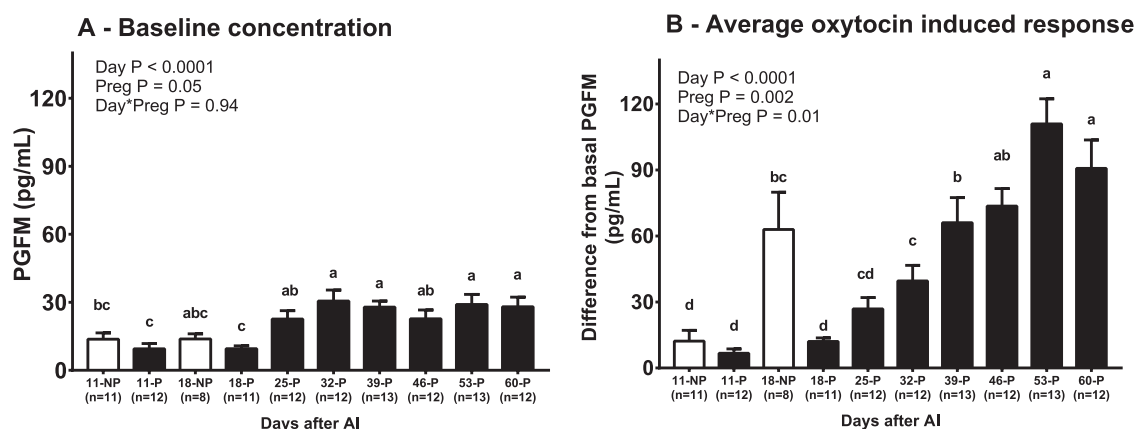 A - Baseline concentration
Day P < 0.0001
Preg P = 0.05
Day*Preg P = 0.94
PGFM (pg/mL)
120
90
60
30
0
bc
c
abc
c
ab
a
a
ab
a
a
11-NP 11-P 18-NP 18-P 25-P 32-P 39-P 46-P 53-P 60-P
(n=11) (n=12) (n=8) (n=11) (n=12) (n=12) (n=13) (n=12) (n=13) (n=12)
Days after AI
B - Average oxytocin induced response
Day P < 0.0001
Preg P = 0.002
Day*Preg P = 0.01
Difference from basal PGFM
(pg/mL)
120
90
60
30
0
d
d
bc
d
cd
c
b
ab
a
a
11-NP 11-P 18-NP 18-P 25-P 32-P 39-P 46-P 53-P 60-P
(n=11) (n=12) (n=8) (n=11) (n=12) (n=12) (n=13) (n=12) (n=13) (n=12)
Days after AI